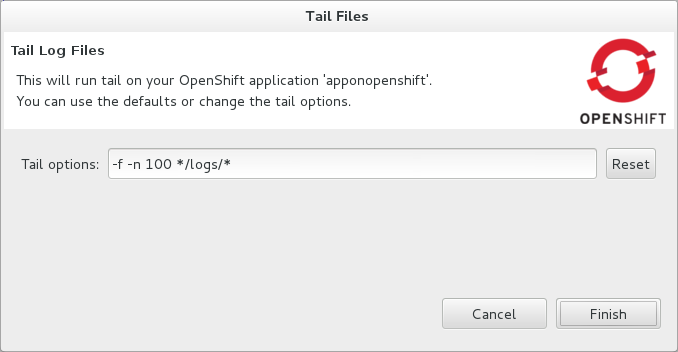 Tail Files
Tail Log Files
This will run tail on your OpenShift application 'apponopenshift'.
You can use the defaults or change the tail options.
OPENSHIFT
Tail options: -f -n 100 */logs/* Reset
Cancel Finish